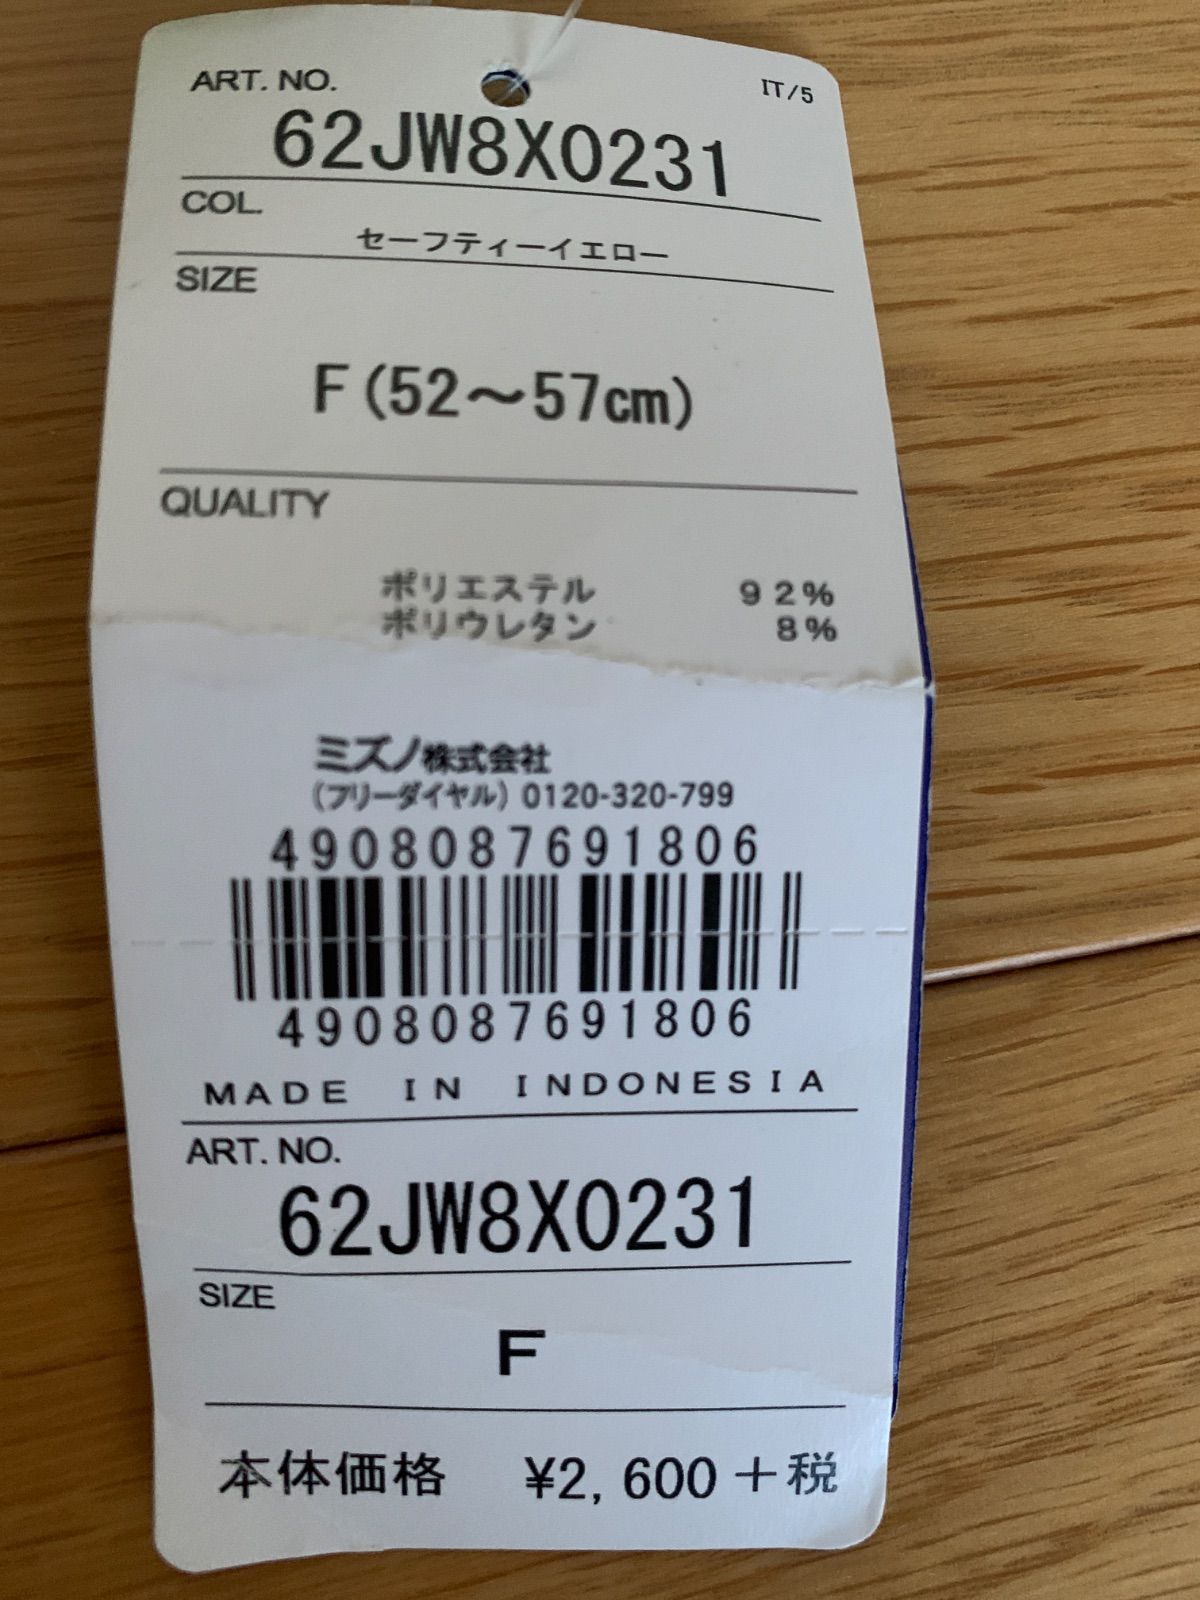 ART. NO.
IT/5
62JW8X0231
COL.
セーフティーイエロー
SIZE
F(52〜57cm)
QUALITY
ポリエステル 92%
ポリウレタン 8%
ミズノ株式会社
(フリーダイヤル) 0120-320-799
4908087691806
4908087691806
MADE IN INDONESIA
ART. NO.
62JW8X0231
SIZE
F
本体価格 ¥2,600+税